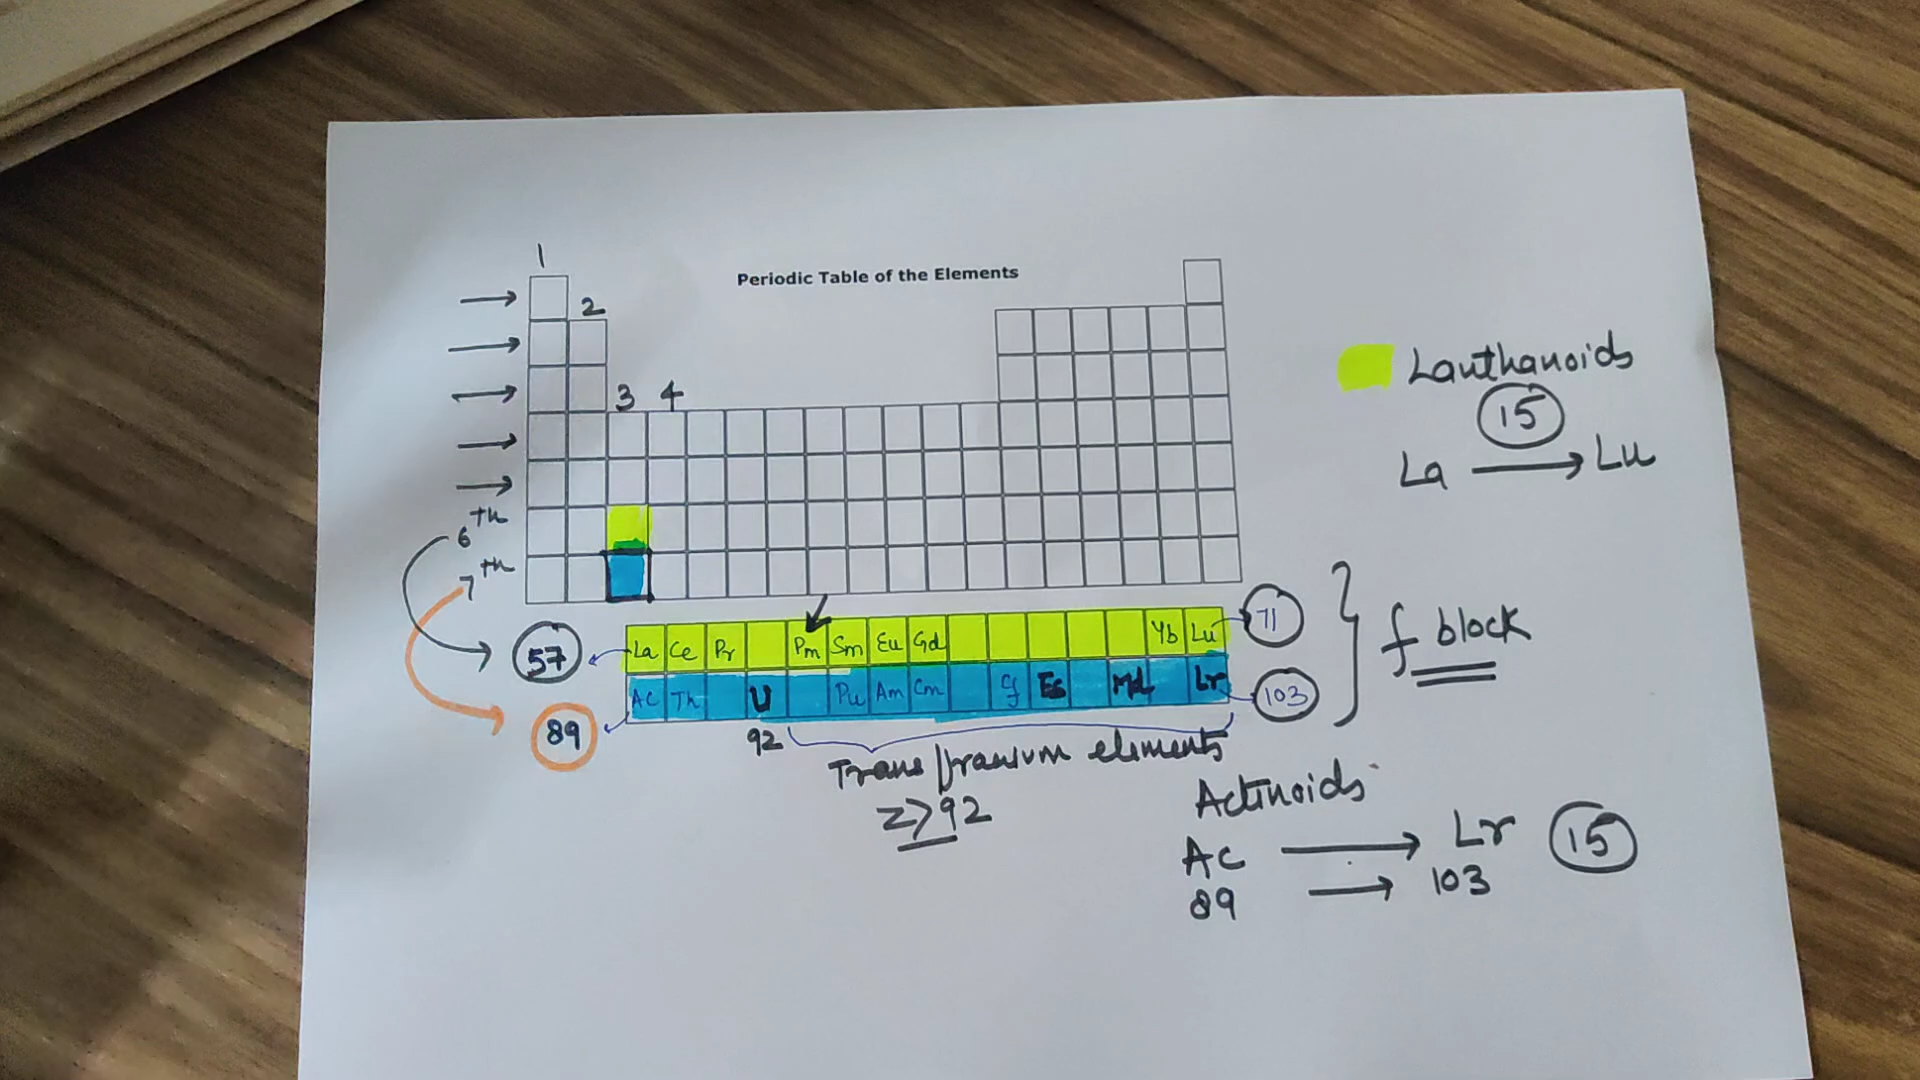 1
Periodic Table of the Elements
2
3 4
Lanthanoids
15
La → Lu
6th
7th
57 La Ce Pr Pm Sm Eu Gd Yb Lu 71
f block
89 AC Th U Pu Am Cm Cf Es Md Lr 103
92
Trans Uranium elements
Z>92
Actinoids
AC → Lr 15
89 → 103